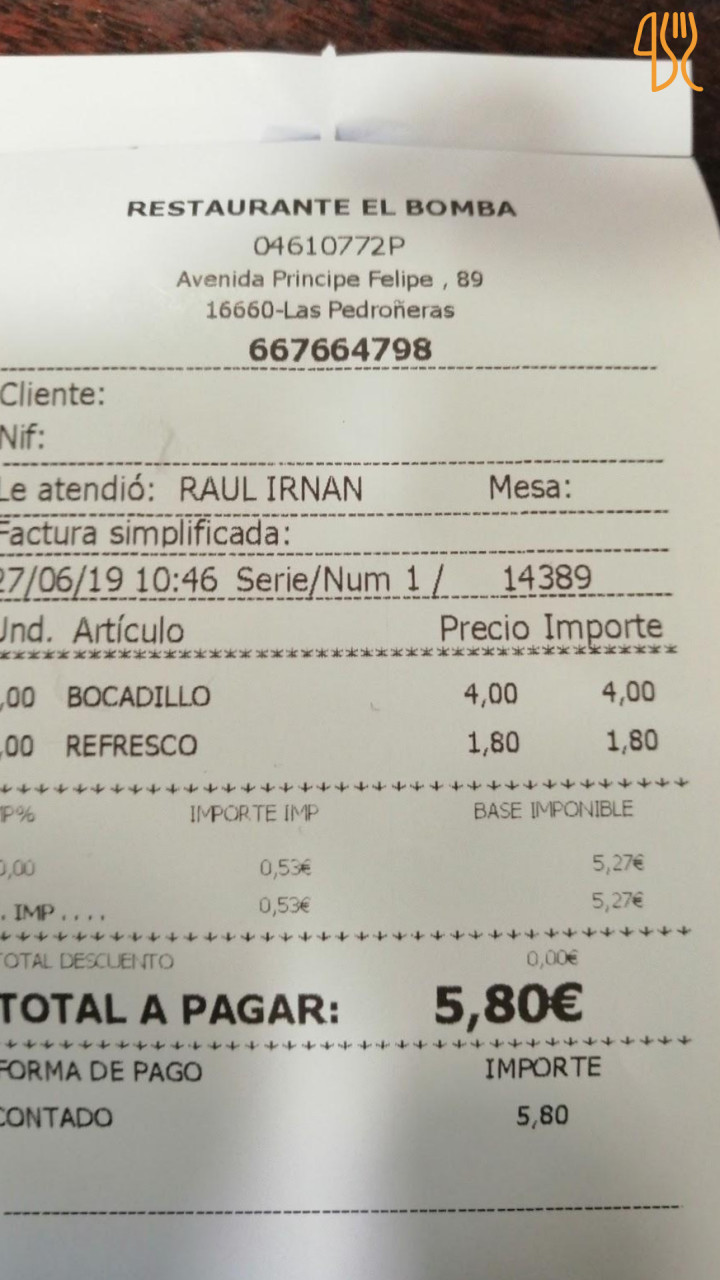 RESTAURANTE EL BOMBA
04610772P
Avenida Principe Felipe , 89
16660-Las Pedroñeras
667664798
Cliente:
Nif:
Le atendió: RAUL IRNAN Mesa:
Factura simplificada:
27/06/19 10:46 Serie/Num 1 / 14389
Und. Artículo Precio Importe
,00 BOCADILLO 4,00 4,00
,00 REFRESCO 1,80 1,80
IMP% IMPORTE IMP BASE IMPONIBLE
0,00 0,53€ 5,27€
. IMP . . . . 0,53€ 5,27€
TOTAL DESCUENTO 0,00€
TOTAL A PAGAR: 5,80€
FORMA DE PAGO IMPORTE
CONTADO 5,80